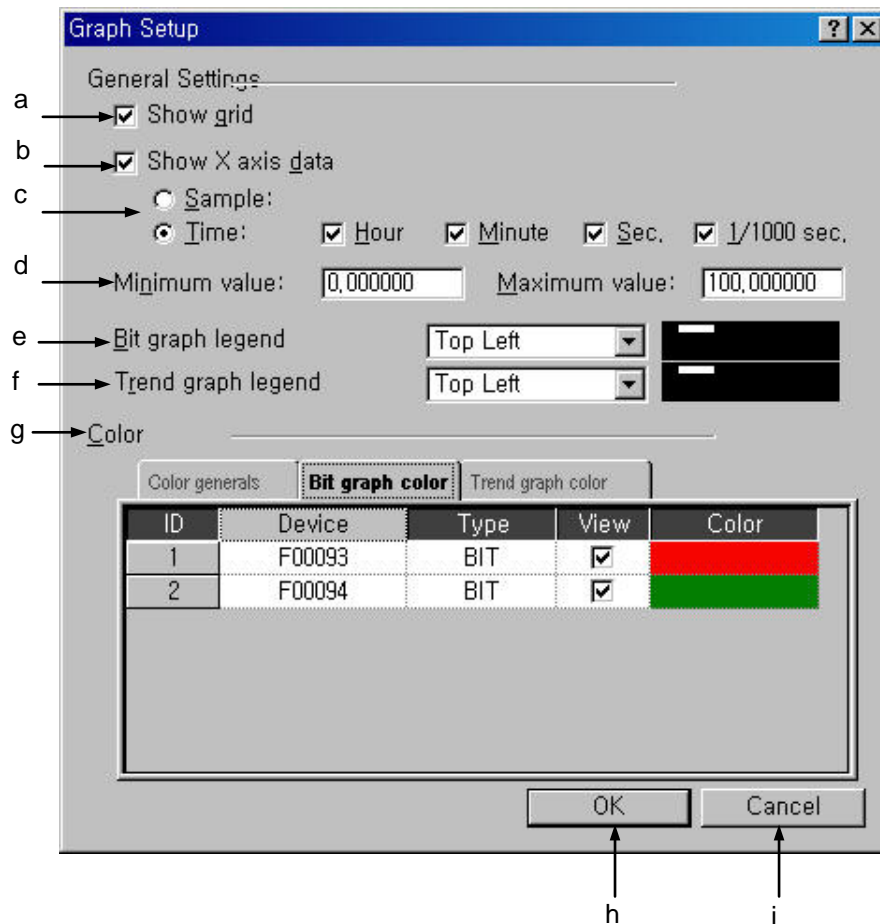 Graph Setup
General Settings
a
Show grid
b
Show X axis data
c
Sample:
Time: Hour Minute Sec, 1/1000 sec,
d
Minimum value: 0,000000 Maximum value: 100,000000
e
Bit graph legend Top Left
f
Trend graph legend Top Left
g
Color
Color generals Bit graph color Trend graph color
ID Device Type View Color
1 F00093 BIT
2 F00094 BIT
OK Cancel
h i